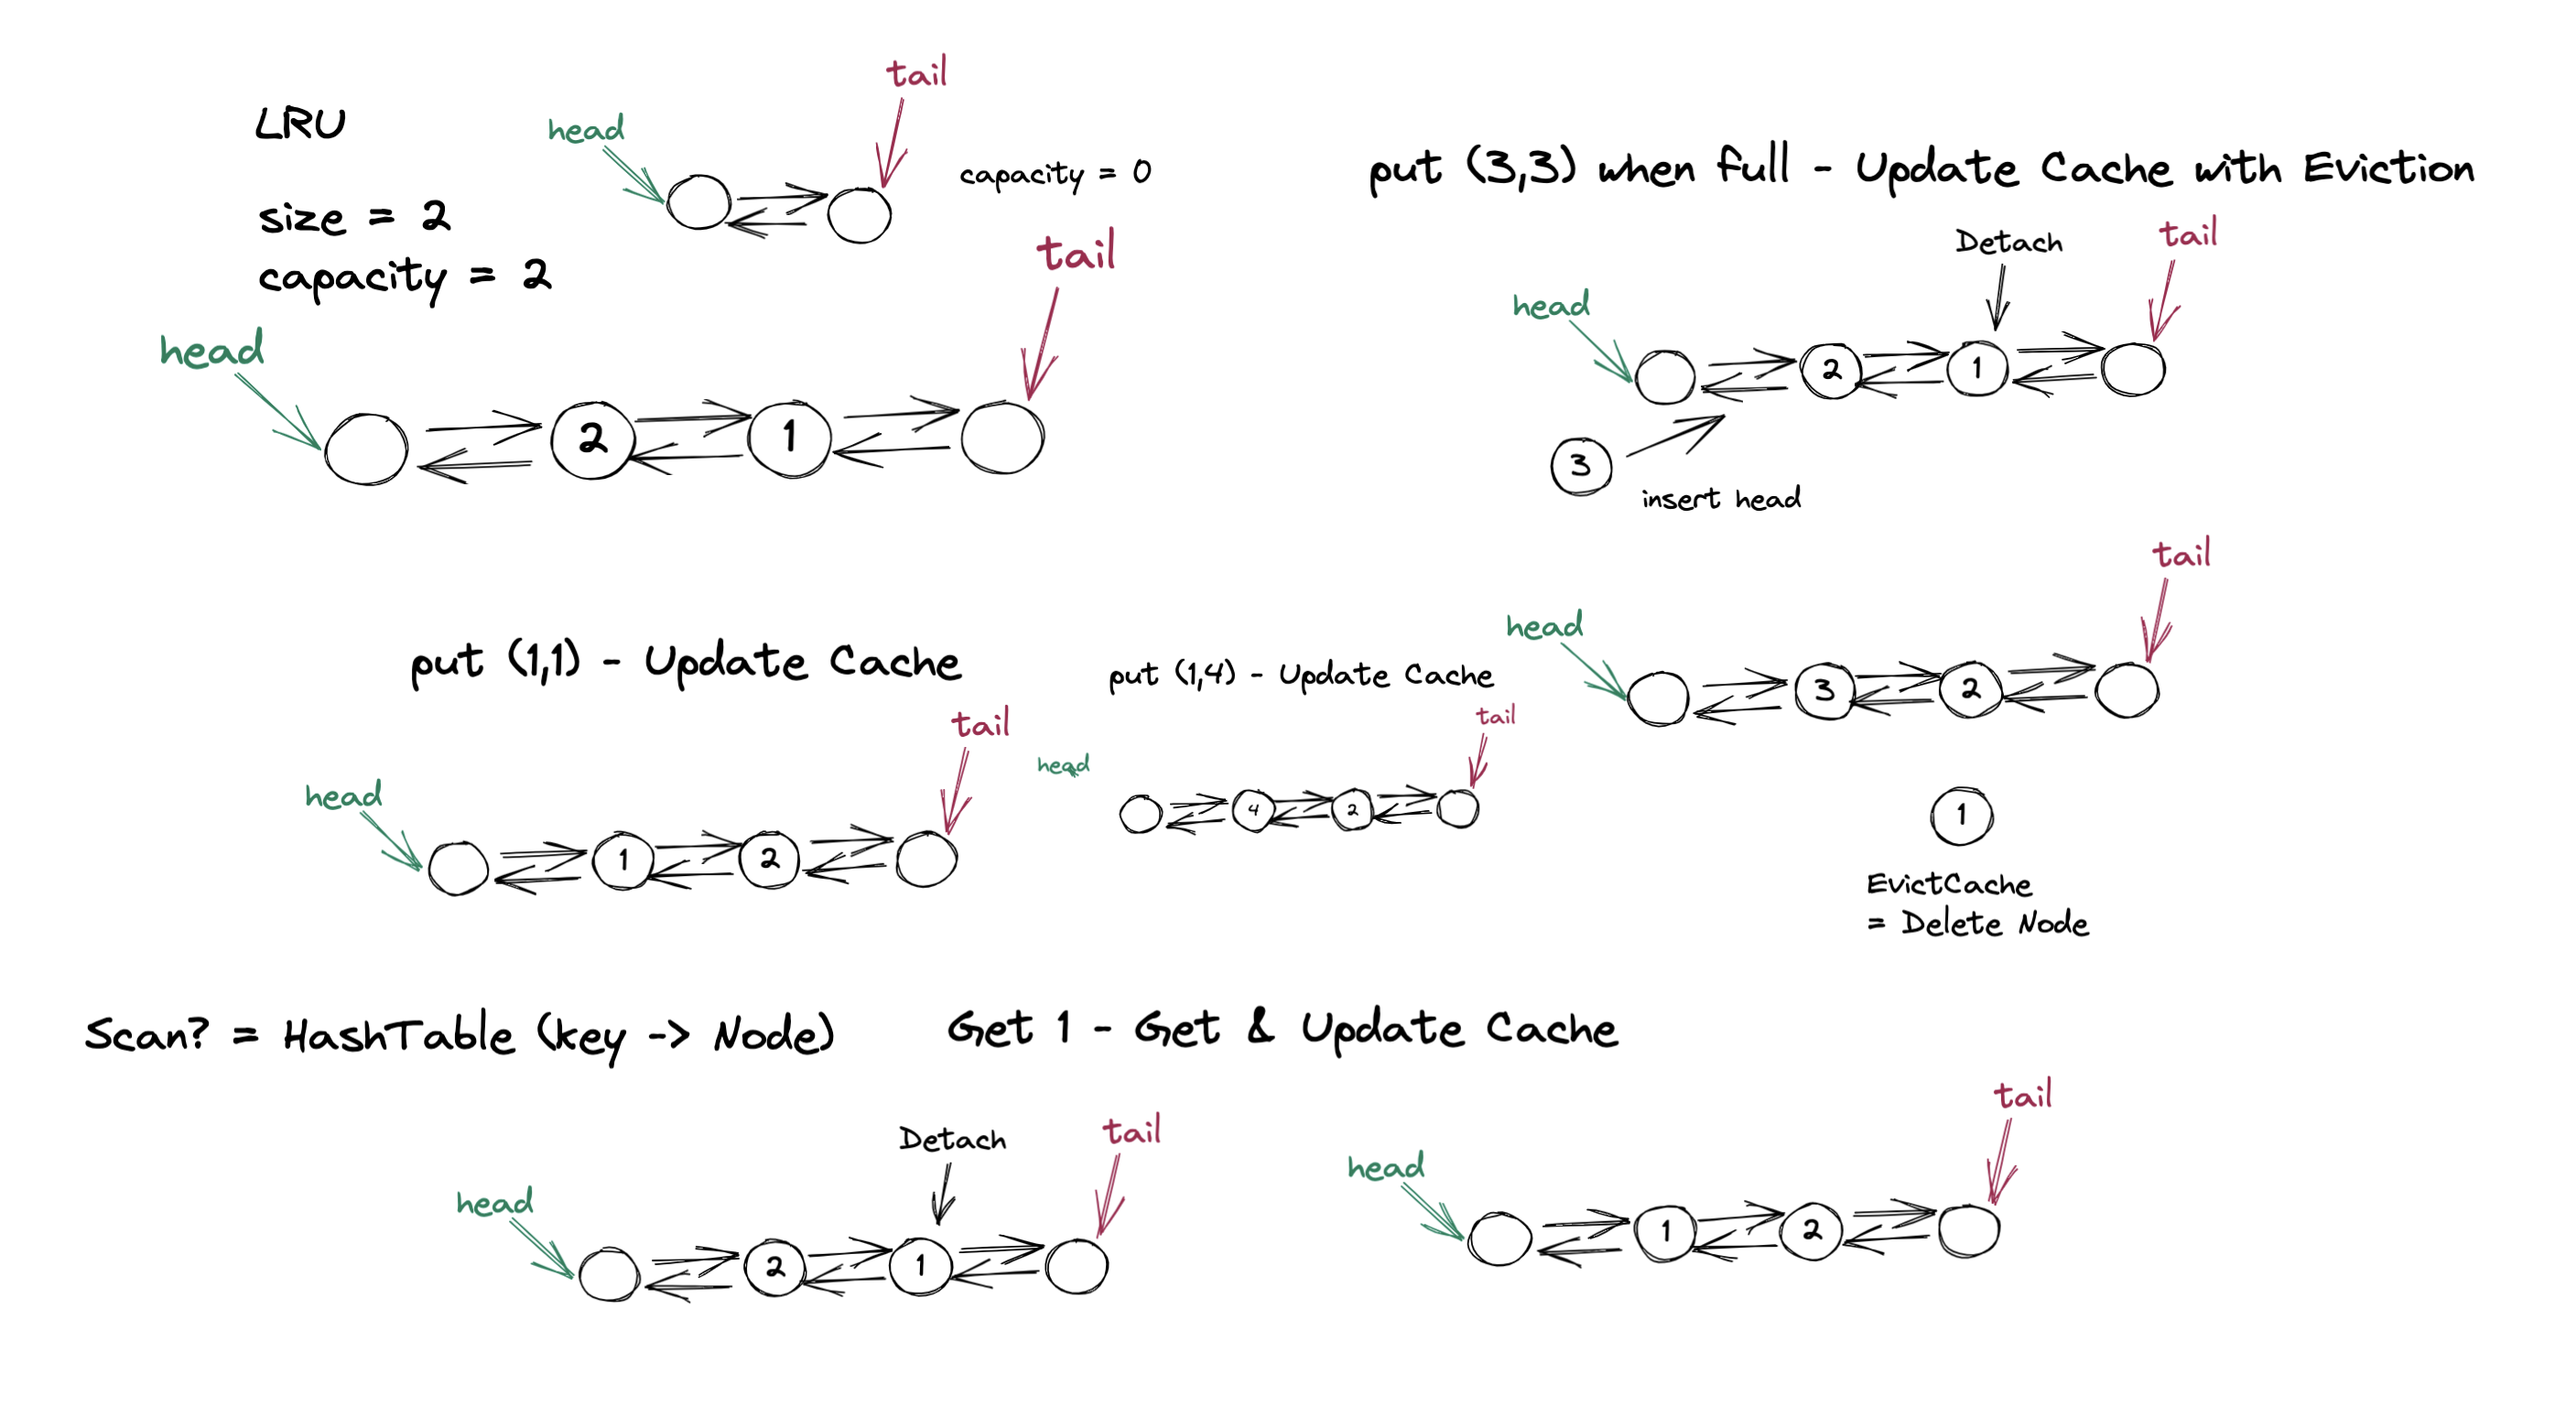 LRU
size = 2
capacity = 2
head
tail
capacity = 0
head
tail
2
1
put (3,3) when full - Update Cache with Eviction
Detach
tail
head
2
1
3
insert head
tail
head
3
2
1
EvictCache
= Delete Node
put (1,1) - Update Cache
tail
head
1
2
put (1,4) - Update Cache
tail
head
4
2
Scan? = HashTable (key -> Node)
Get 1 - Get & Update Cache
Detach
tail
head
2
1
tail
head
1
2